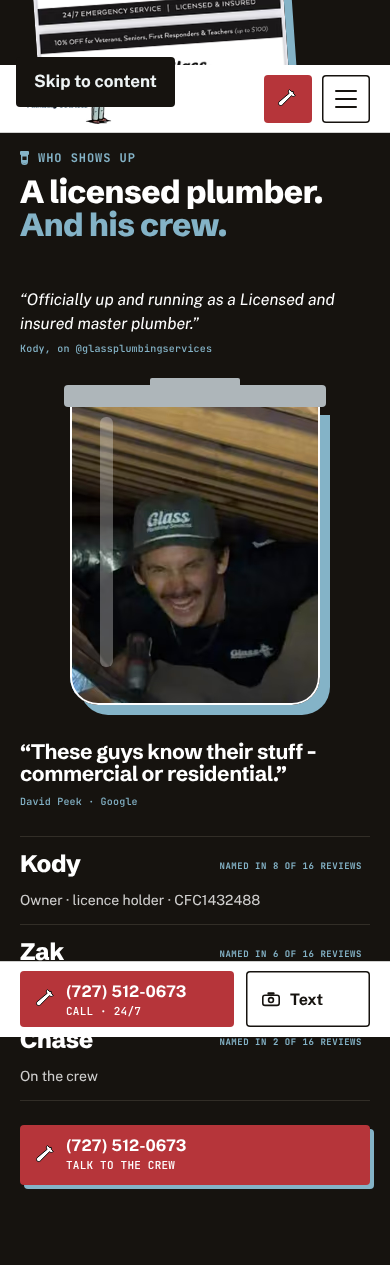 24/7 EMERGENCY SERVICE | LICENSED & INSURED
10% OFF for Veterans, Seniors, First Responders & Teachers (up to $100)
Skip to content
WHO SHOWS UP
A licensed plumber.
And his crew.
“Officially up and running as a Licensed and
insured master plumber.”
Kody, on @glassplumbingservices
Glass
Glass
“These guys know their stuff -
commercial or residential.”
David Peek · Google
Kody
NAMED IN 8 OF 16 REVIEWS
Owner · licence holder · CFC1432488
Zak
NAMED IN 6 OF 16 REVIEWS
(727) 512-0673
CALL · 24/7
Text
Chase
NAMED IN 2 OF 16 REVIEWS
On the crew
(727) 512-0673
TALK TO THE CREW